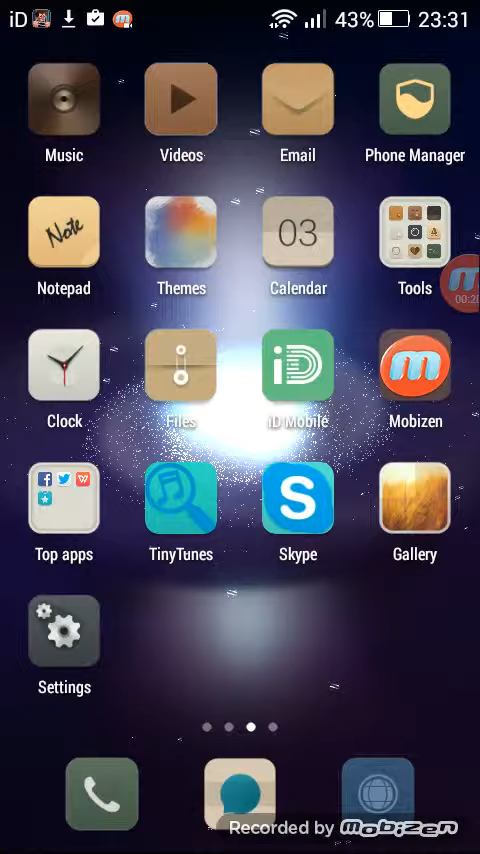 iD 43% 23:31
Music Videos Email Phone Manager
Note 03
Notepad Themes Calendar Tools
iD
Clock Files iD Mobile Mobizen
S
Top apps TinyTunes Skype Gallery
Settings
Recorded by mobizen